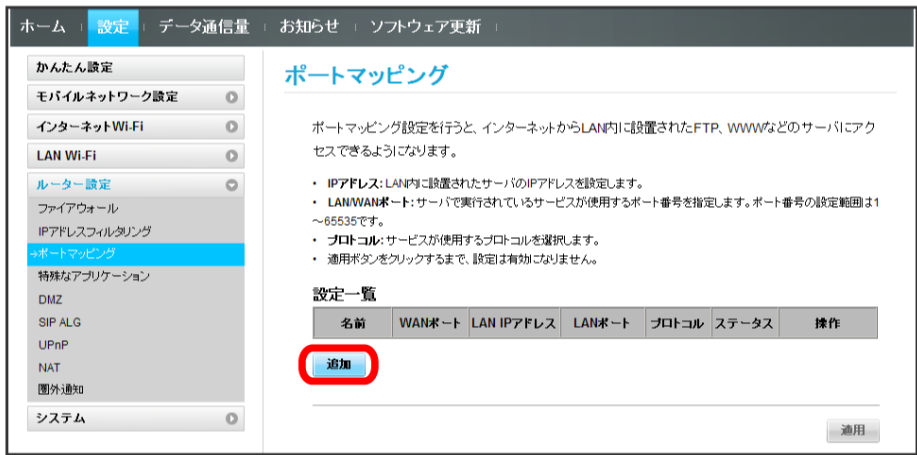 ホーム 設定 データ通信量 お知らせ ソフトウェア更新
かんたん設定
モバイルネットワーク設定
インターネットWi-Fi
LAN Wi-Fi
ルーター設定
ファイアウォール
IPアドレスフィルタリング
→ポートマッピング
特殊なアプリケーション
DMZ
SIP ALG
UPnP
NAT
圏外通知
システム
ポートマッピング
ポートマッピング設定を行うと、インターネットからLAN内に設置されたFTP、WWWなどのサーバにアク
セスできるようになります。
・ IPアドレス: LAN内に設置されたサーバのIPアドレスを設定します。
・ LAN/WANポート: サーバで実行されているサービスが使用するポート番号を指定します。ポート番号の設定範囲は1
～65535です。
・ プロトコル: サービスが使用するプロトコルを選択します。
・ 適用ボタンをクリックするまで、設定は有効になりません。
設定一覧
名前 WANポート LAN IPアドレス LANポート プロトコル ステータス 操作
追加
適用